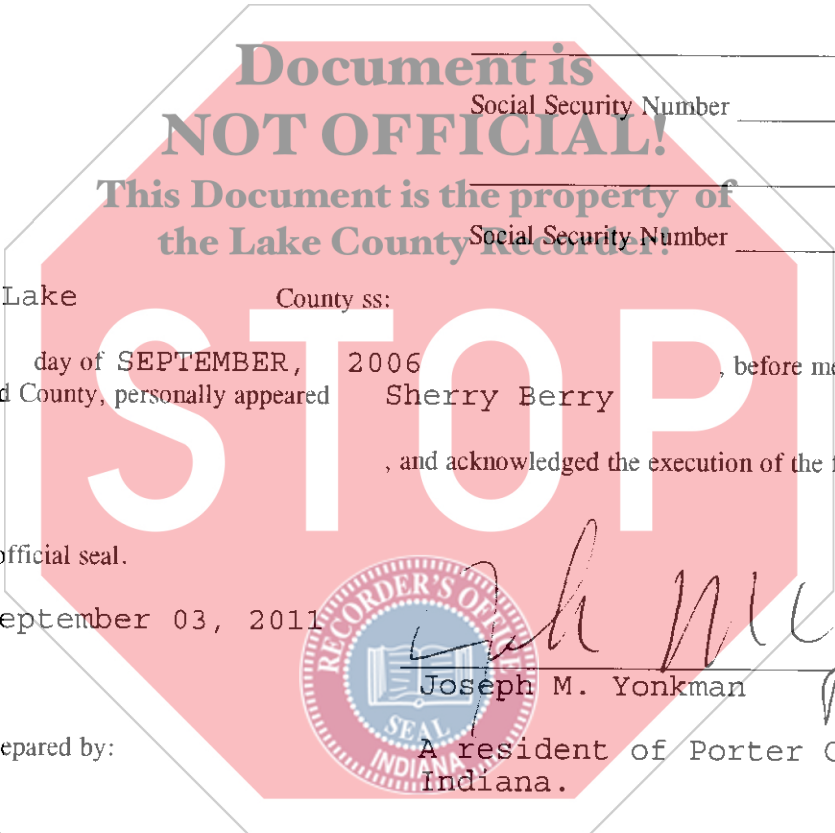 Document is
Social Security Number
NOT OFFICIAL!
This Document is the property of
the Lake County Recorder!
Social Security Number
Lake County ss:
day of SEPTEMBER, 2006 , before me
d County, personally appeared Sherry Berry
STOP
, and acknowledged the execution of the f
official seal.
eptember 03, 2011
RECORDER'S OFFICE
SEAL
INDIANA
Joseph M. Yonkman
epared by:
A resident of Porter C
Indiana.